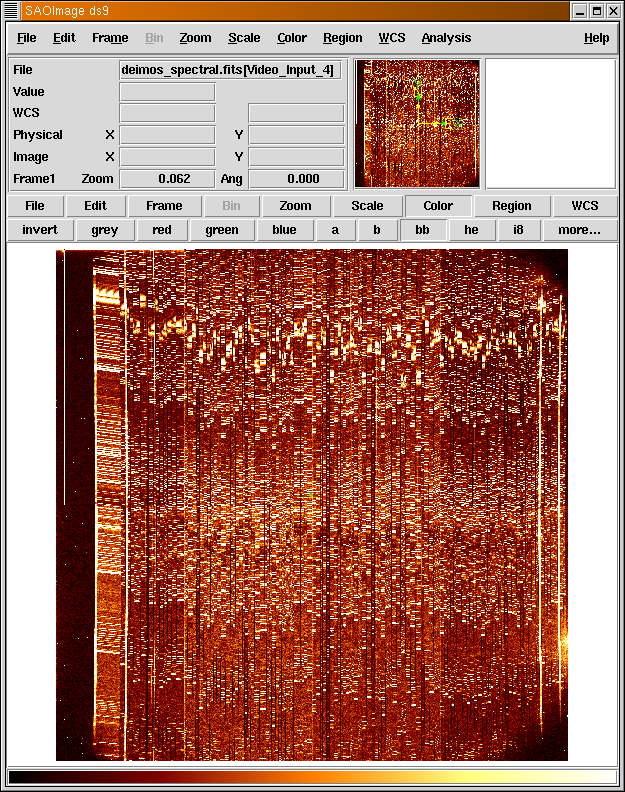 SAOImage ds9
File Edit Frame Bin Zoom Scale Color Region WCS Analysis Help
File deimos_spectral.fits[Video_Input_4]
Value
WCS
Physical X Y
Image X Y
Frame1 Zoom 0.062 Ang 0.000
File Edit Frame Bin Zoom Scale Color Region WCS
invert grey red green blue a b bb he i8 more...